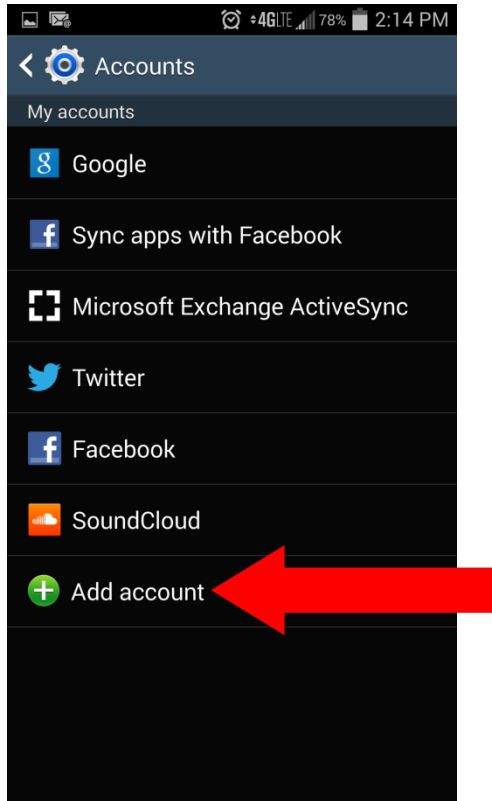 4G LTE 78% 2:14 PM
Accounts
My accounts
8 Google
f Sync apps with Facebook
Microsoft Exchange ActiveSync
Twitter
f Facebook
SoundCloud
Add account